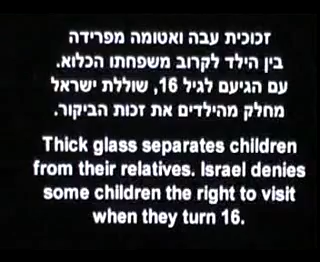 זכוכית עבה ואטומה מפרידה
בין הילד לקרוב משפחתו הכלוא.
עם הגיעם לגיל 16, שוללת ישראל
מחלק מהילדים את זכות הביקור.
Thick glass separates children
from their relatives. Israel denies
some children the right to visit
when they turn 16.